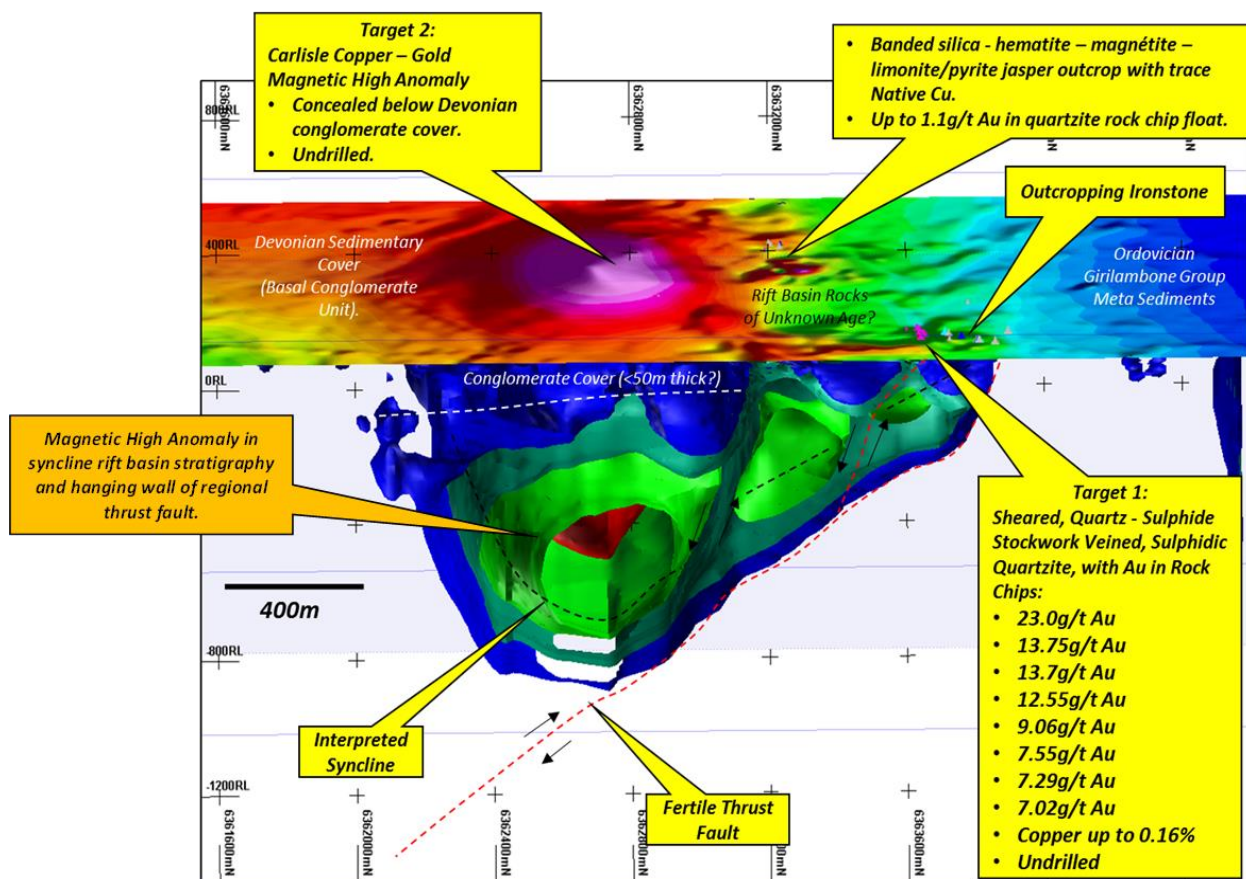 Target 2:
Carlisle Copper – Gold
Magnetic High Anomaly
• Concealed below Devonian
conglomerate cover.
• Undrilled.
• Banded silica - hematite – magnétite –
limonite/pyrite jasper outcrop with trace
Native Cu.
• Up to 1.1g/t Au in quartzite rock chip float.
800RL
6362800mN
6363200mN
Outcropping Ironstone
400RL
Devonian Sedimentary
Cover
(Basal Conglomerate
Unit).
Rift Basin Rocks
of Unknown Age?
Ordovician
Girilambone Group
Meta Sediments
0RL
Conglomerate Cover (<50m thick?)
Magnetic High Anomaly in
syncline rift basin stratigraphy
and hanging wall of regional
thrust fault.
400m
-800RL
Interpreted
Syncline
Fertile Thrust
Fault
Target 1:
Sheared, Quartz - Sulphide
Stockwork Veined, Sulphidic
Quartzite, with Au in Rock
Chips:
• 23.0g/t Au
• 13.75g/t Au
• 13.7g/t Au
• 12.55g/t Au
• 9.06g/t Au
• 7.55g/t Au
• 7.29g/t Au
• 7.02g/t Au
• Copper up to 0.16%
• Undrilled
-1200RL
6361600mN
6362000mN
6362400mN
6362800mN
6363600mN